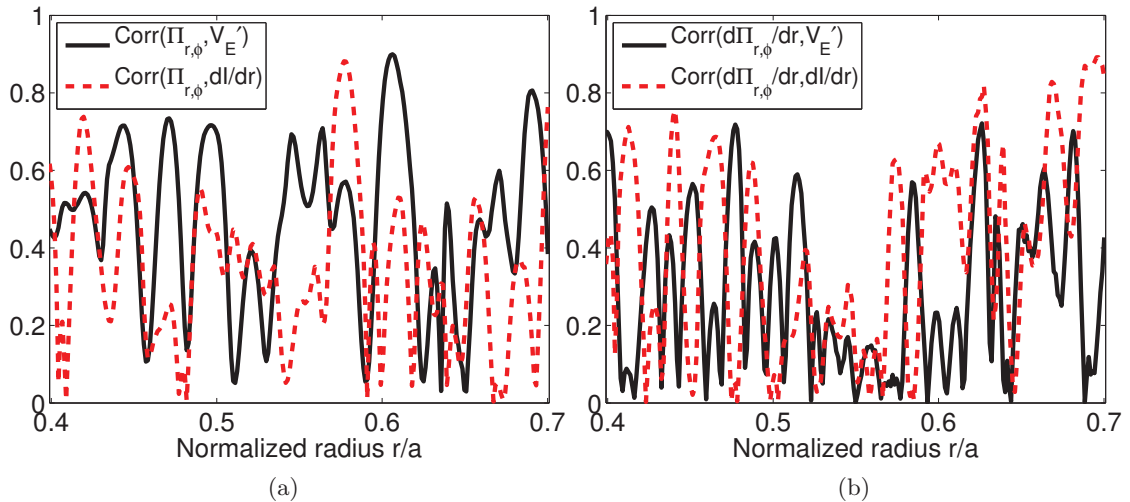 1
0.8
0.6
0.4
0.2
0
0.4
0.5
0.6
0.7
Corr(Π_{r,φ},V_E′)
Corr(Π_{r,φ},dI/dr)
Normalized radius r/a
(a)
1
0.8
0.6
0.4
0.2
0
0.4
0.5
0.6
0.7
Corr(dΠ_{r,φ}/dr,V_E′)
Corr(dΠ_{r,φ}/dr,dI/dr)
Normalized radius r/a
(b)